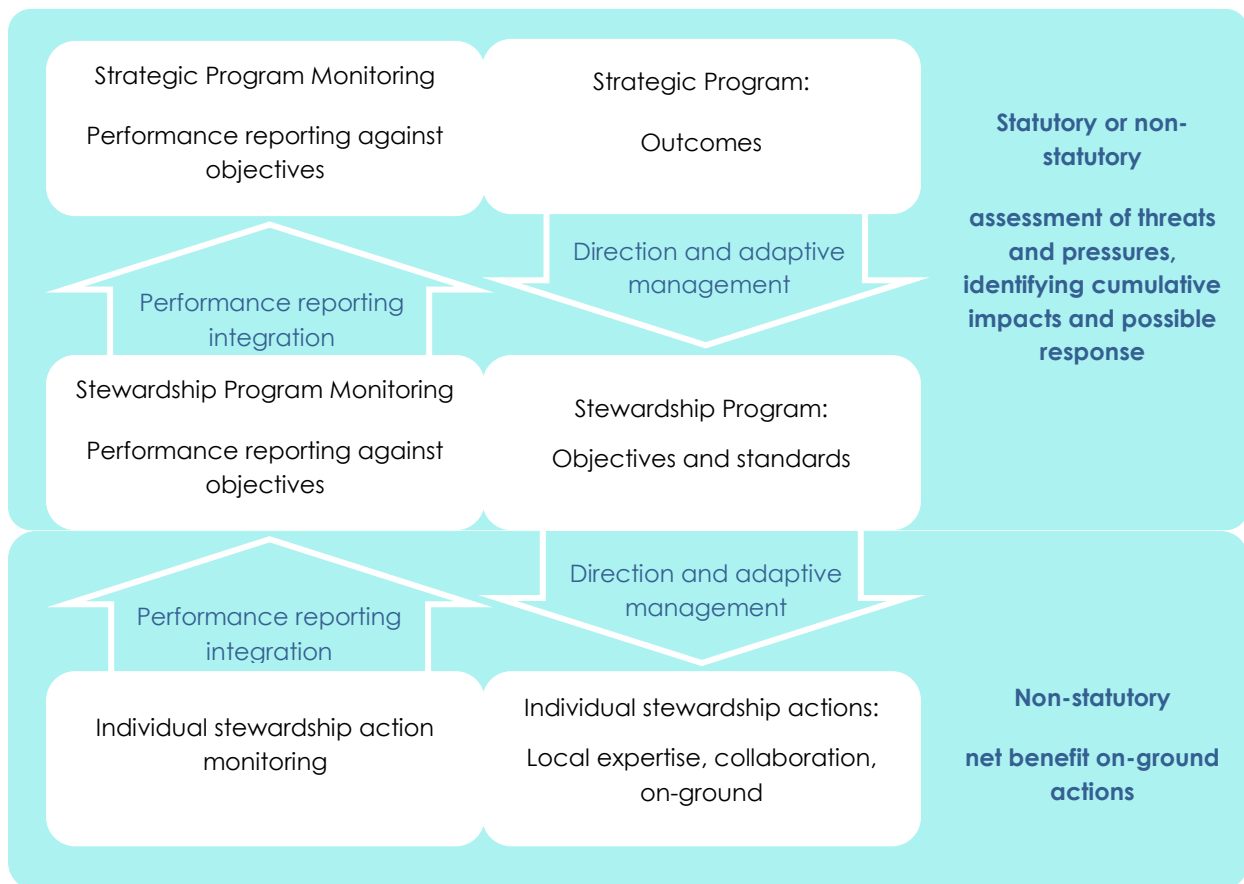 Strategic Program Monitoring
Performance reporting against
objectives
Strategic Program:
Outcomes
Statutory or non-
statutory
assessment of threats
and pressures,
identifying cumulative
impacts and possible
response
Performance reporting
integration
Direction and adaptive
management
Stewardship Program Monitoring
Performance reporting against
objectives
Stewardship Program:
Objectives and standards
Performance reporting
integration
Direction and adaptive
management
Individual stewardship action
monitoring
Individual stewardship actions:
Local expertise, collaboration,
on-ground
Non-statutory
net benefit on-ground
actions